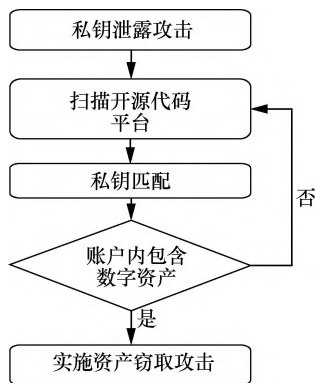 私钥泄露攻击
扫描开源代码
平台
私钥匹配
否
账户内包含
数字资产
是
实施资产窃取攻击